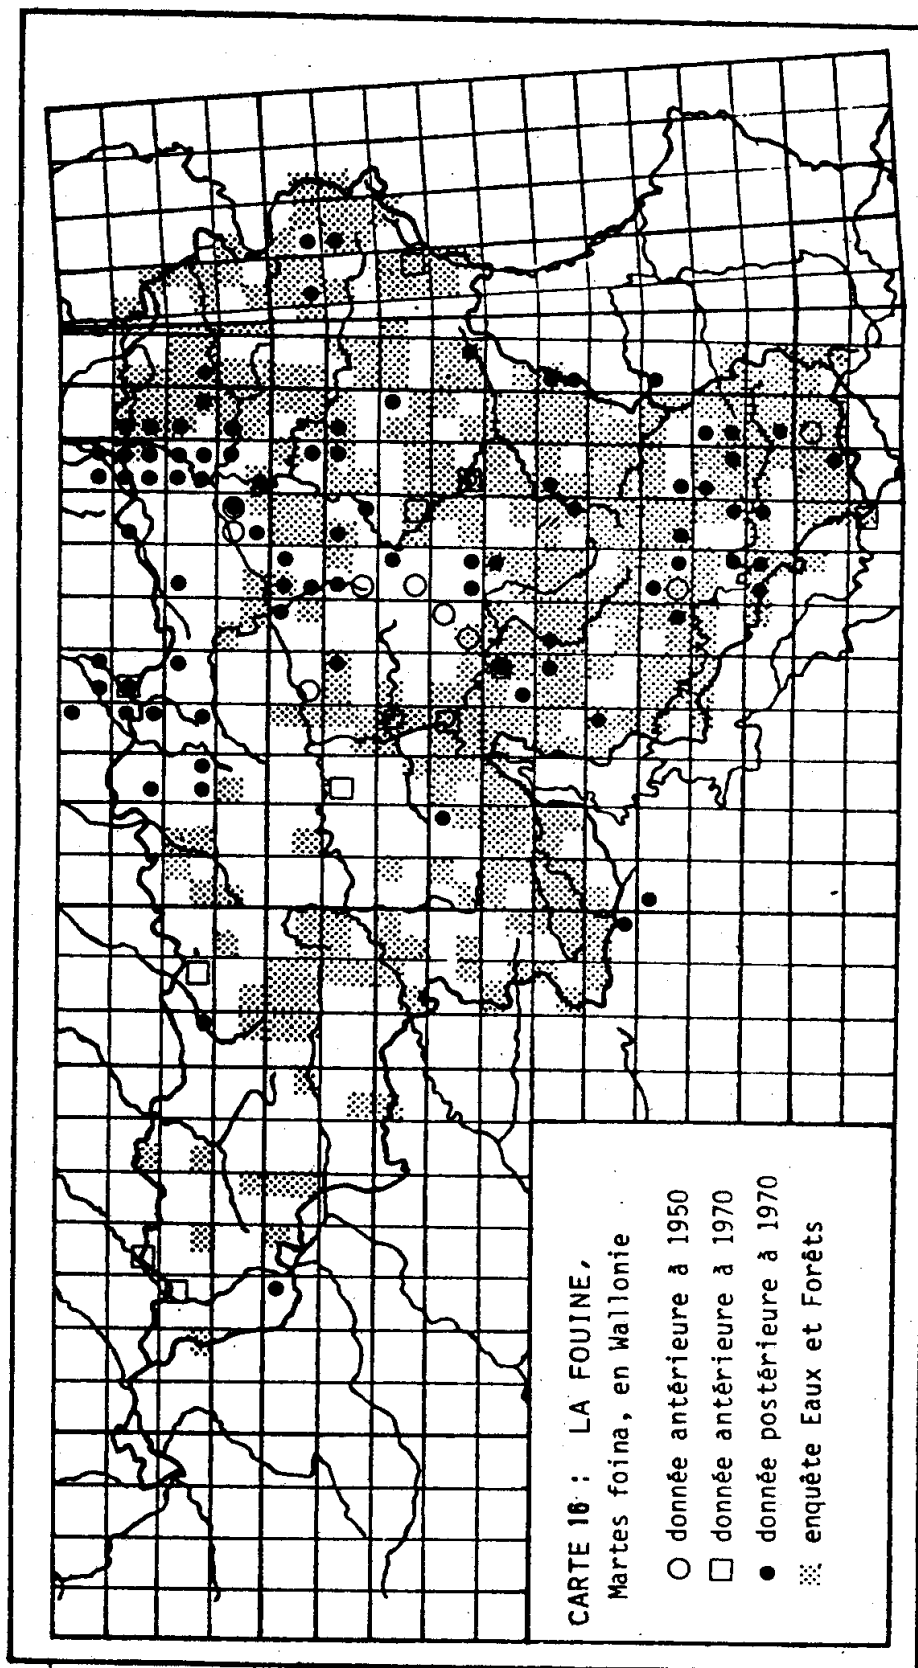 CARTE 16 : LA FOUINE,
Martes foina, en Wallonie
donnée antérieure à 1950
donnée antérieure à 1970
donnée postérieure à 1970
enquête Eaux et Forêts